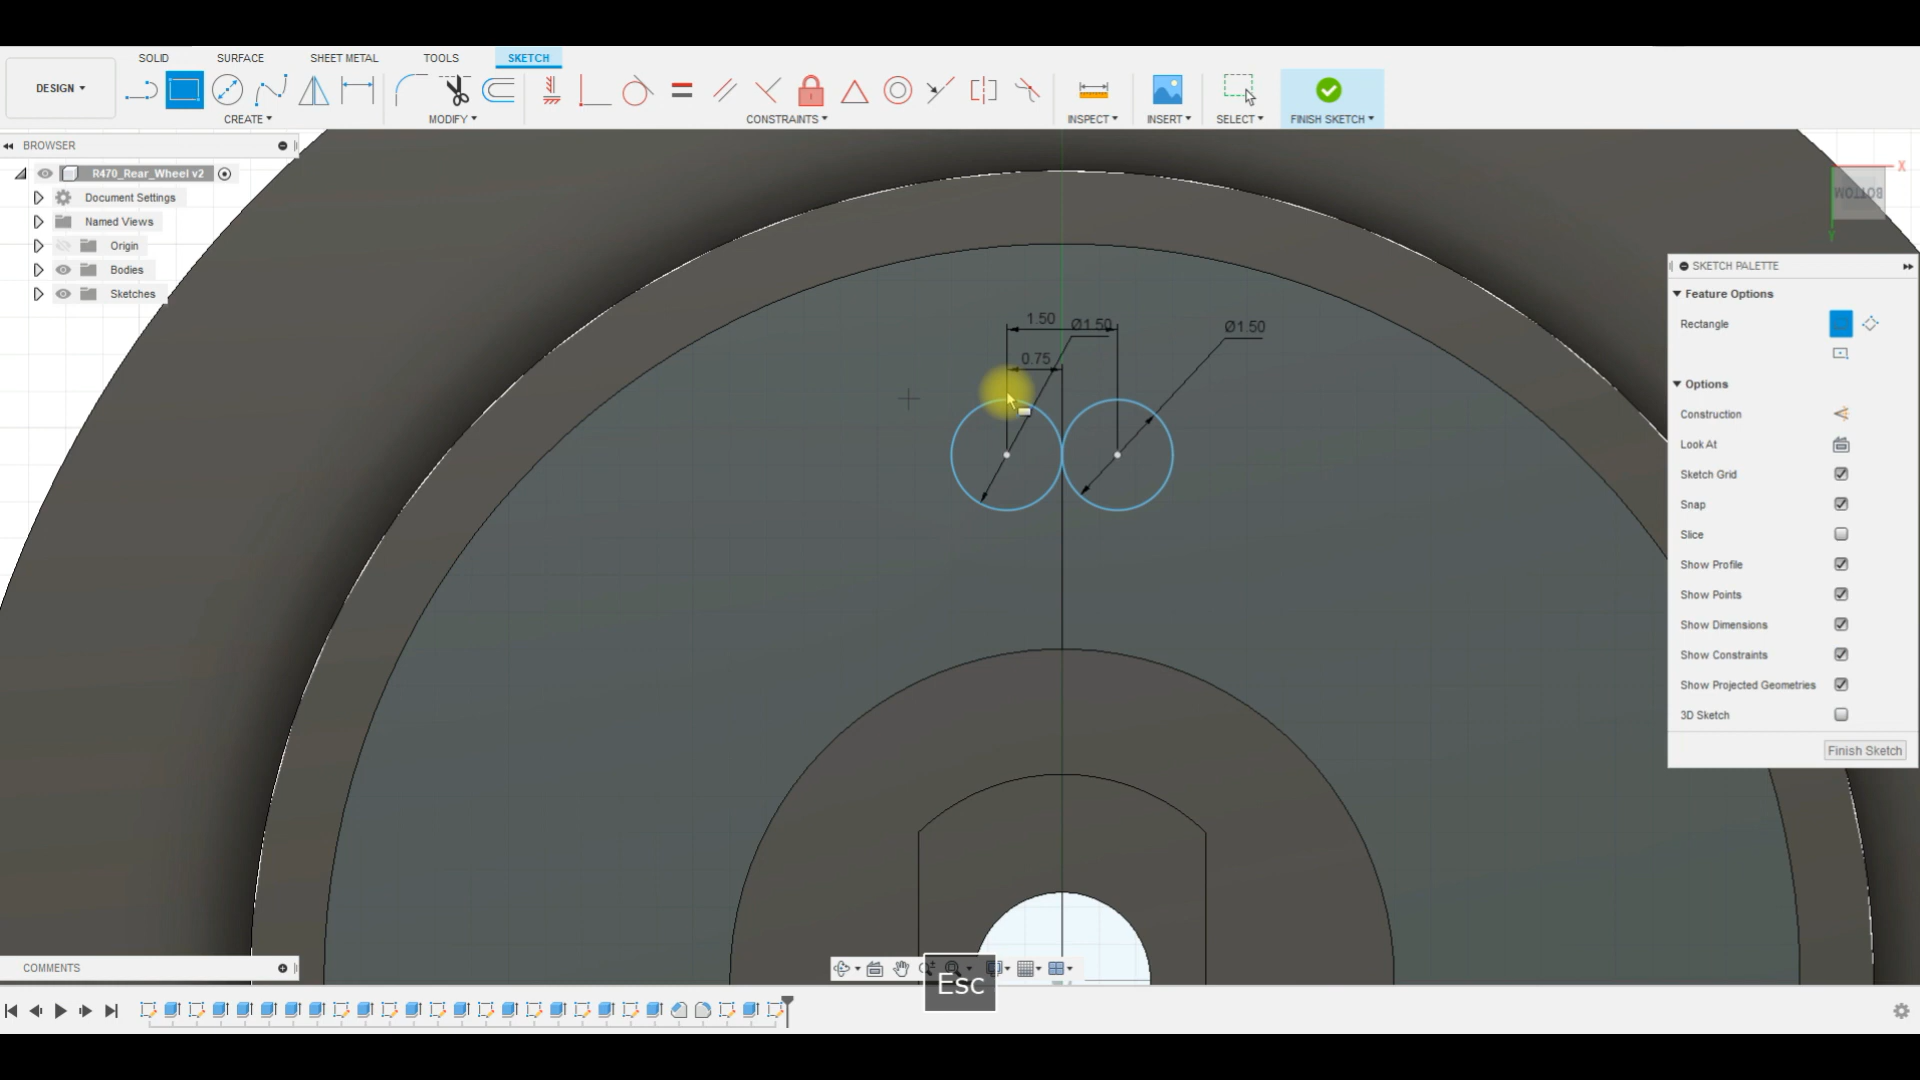 SOLID SURFACE SHEET METAL TOOLS SKETCH
DESIGN
CREATE MODIFY CONSTRAINTS INSPECT INSERT SELECT FINISH SKETCH
BROWSER
R470_Rear_Wheel v2
Document Settings
Named Views
Origin
Bodies
Sketches
X
BOTTOM
Y
1.50 Ø1.50 Ø1.50
0.75
SKETCH PALETTE
Feature Options
Rectangle
Options
Construction
Look At
Sketch Grid
Snap
Slice
Show Profile
Show Points
Show Dimensions
Show Constraints
Show Projected Geometries
3D Sketch
Finish Sketch
COMMENTS
Esc